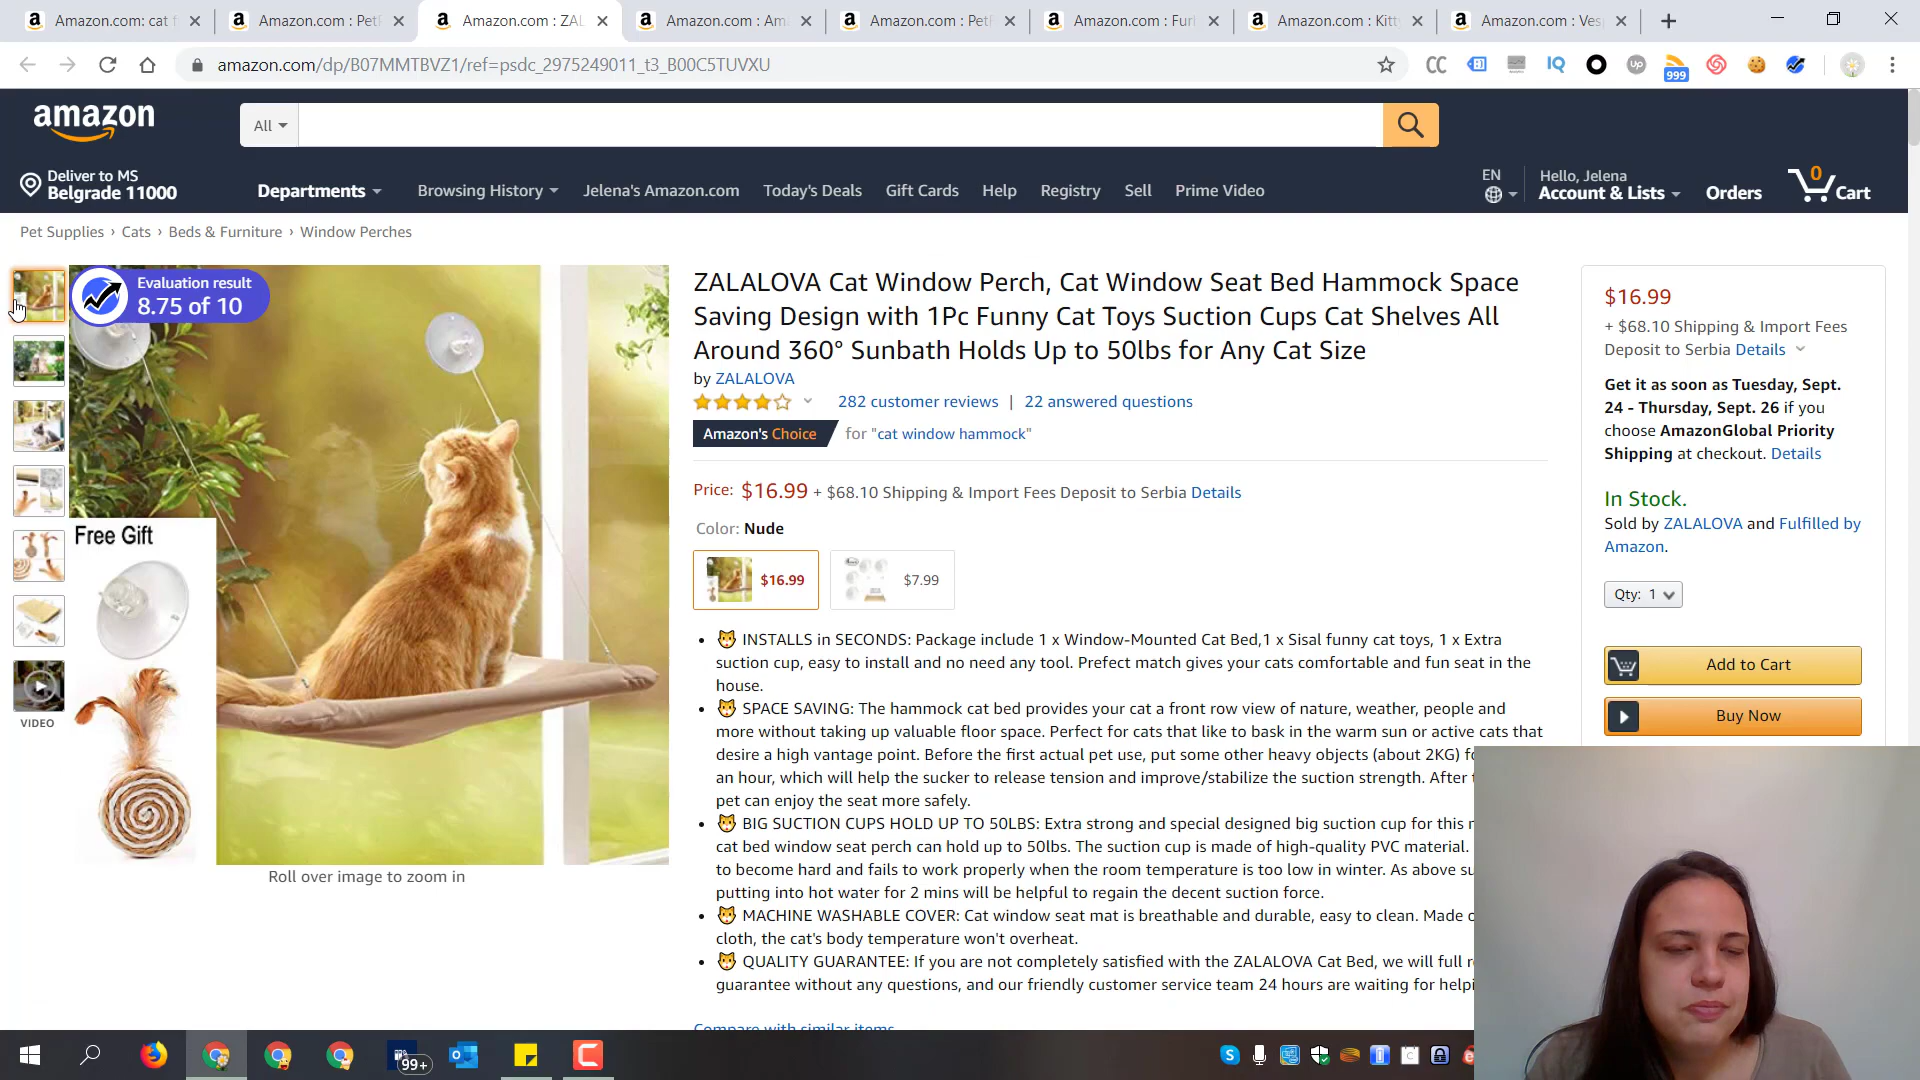 Amazon.com: cat
Amazon.com : PetF
Amazon.com : ZAL
Amazon.com : Am
Amazon.com : PetF
Amazon.com : Fur
Amazon.com : Kitty
Amazon.com : Ves
amazon.com/dp/B07MMTBVZ1/ref=psdc_2975249011_t3_B00C5TUVXU
CC
IQ
Up
999
amazon
All
Deliver to MS
Belgrade 11000
Departments
Browsing History
Jelena's Amazon.com
Today's Deals
Gift Cards
Help
Registry
Sell
Prime Video
EN
Hello, Jelena
Account & Lists
Orders
0
Cart
Pet Supplies › Cats › Beds & Furniture › Window Perches
Evaluation result
8.75 of 10
Free Gift
VIDEO
Roll over image to zoom in
ZALALOVA Cat Window Perch, Cat Window Seat Bed Hammock Space
Saving Design with 1Pc Funny Cat Toys Suction Cups Cat Shelves All
Around 360° Sunbath Holds Up to 50lbs for Any Cat Size
by ZALALOVA
282 customer reviews | 22 answered questions
Amazon's Choice for "cat window hammock"
Price: $16.99 + $68.10 Shipping & Import Fees Deposit to Serbia Details
Color: Nude
$16.99
$7.99
• 🐱 INSTALLS in SECONDS: Package include 1 x Window-Mounted Cat Bed,1 x Sisal funny cat toys, 1 x Extra
suction cup, easy to install and no need any tool. Prefect match gives your cats comfortable and fun seat in the
house.
• 🐱 SPACE SAVING: The hammock cat bed provides your cat a front row view of nature, weather, people and
more without taking up valuable floor space. Perfect for cats that like to bask in the warm sun or active cats that
desire a high vantage point. Before the first actual pet use, put some other heavy objects (about 2KG)
an hour, which will help the sucker to release tension and improve/stabilize the suction strength. After
pet can enjoy the seat more safely.
• 🐱 BIG SUCTION CUPS HOLD UP TO 50LBS: Extra strong and special designed big suction cup for this
cat bed window seat perch can hold up to 50lbs. The suction cup is made of high-quality PVC material.
to become hard and fails to work properly when the room temperature is too low in winter. As above
putting into hot water for 2 mins will be helpful to regain the decent suction force.
• 🐱 MACHINE WASHABLE COVER: Cat window seat mat is breathable and durable, easy to clean. Made
cloth, the cat's body temperature won't overheat.
• 🐱 QUALITY GUARANTEE: If you are not completely satisfied with the ZALALOVA Cat Bed, we will full
guarantee without any questions, and our friendly customer service team 24 hours are waiting for
Compare with similar items
$16.99
+ $68.10 Shipping & Import Fees
Deposit to Serbia Details
Get it as soon as Tuesday, Sept.
24 - Thursday, Sept. 26 if you
choose AmazonGlobal Priority
Shipping at checkout. Details
In Stock.
Sold by ZALALOVA and Fulfilled by
Amazon.
Qty: 1
Add to Cart
Buy Now
99+